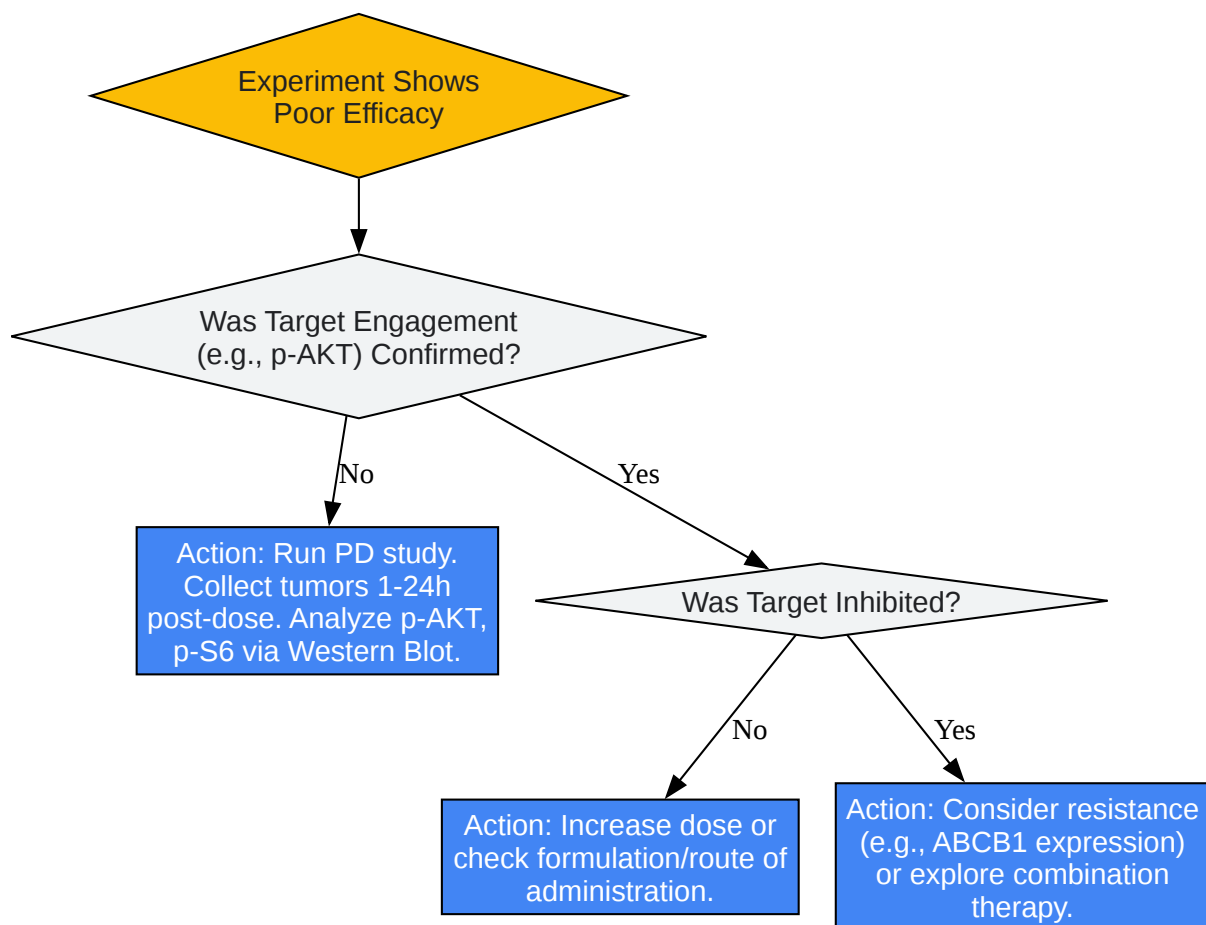 Experiment Shows
Poor Efficacy
Was Target Engagement
(e.g., p-AKT) Confirmed?
No
Yes
Action: Run PD study.
Collect tumors 1-24h
post-dose. Analyze p-AKT,
p-S6 via Western Blot.
Was Target Inhibited?
No
Yes
Action: Increase dose or
check formulation/route of
administration.
Action: Consider resistance
(e.g., ABCB1 expression)
or explore combination
therapy.